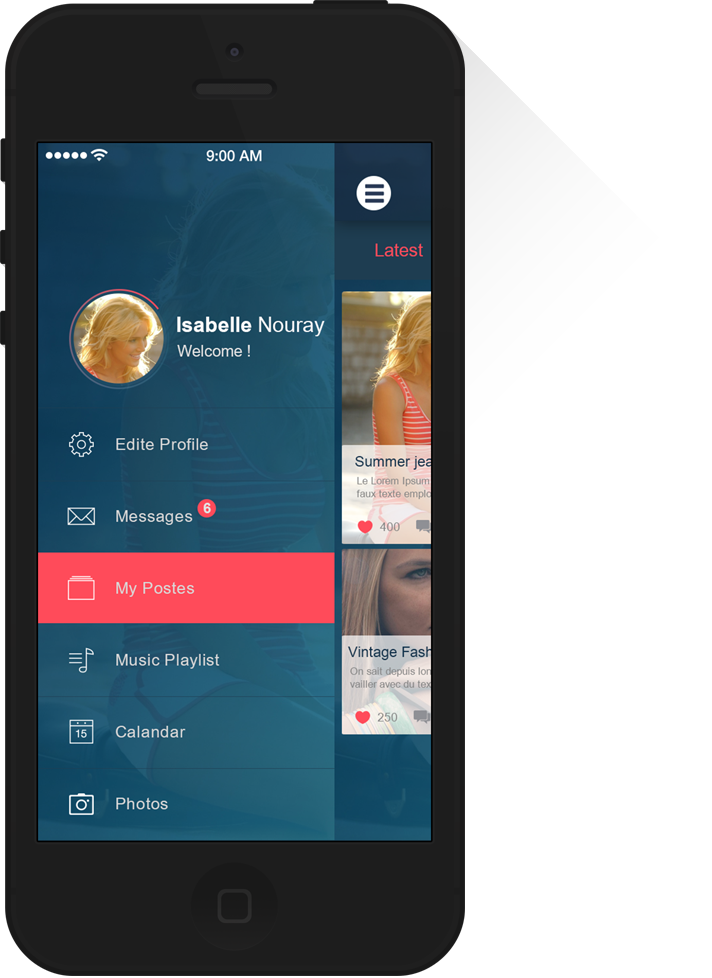 9:00 AM
Latest
Isabelle Nouray
Welcome !
Edite Profile
Messages 6
My Postes
Music Playlist
15 Calandar
Photos
Summer jea
Le Lorem Ipsum
faux texte emplo
400
Vintage Fash
On sait depuis lon
vailler avec du tex
250